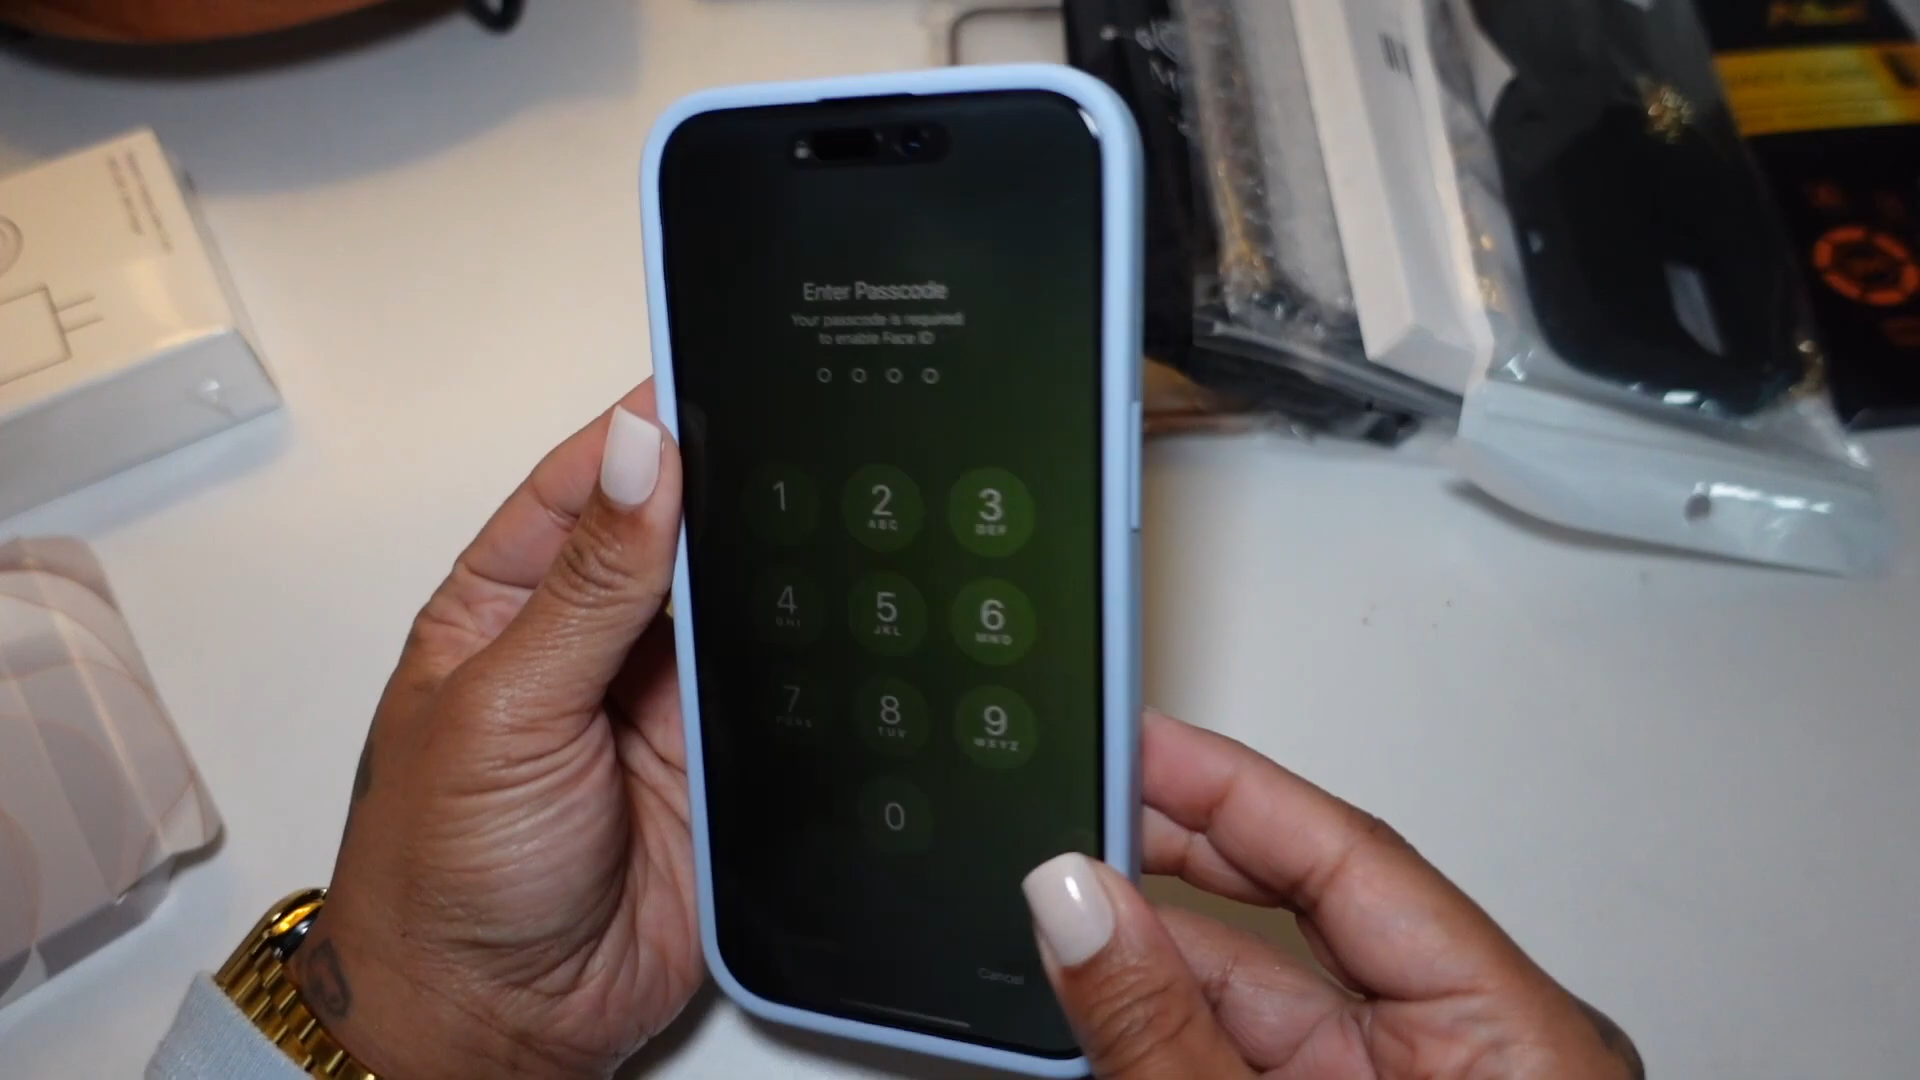 Enter Passcode
Your passcode is required
to enable Face ID
1
2
ABC
3
DEF
4
GHI
5
JKL
6
MNO
7
PQRS
8
TUV
9
WXYZ
0
Cancel